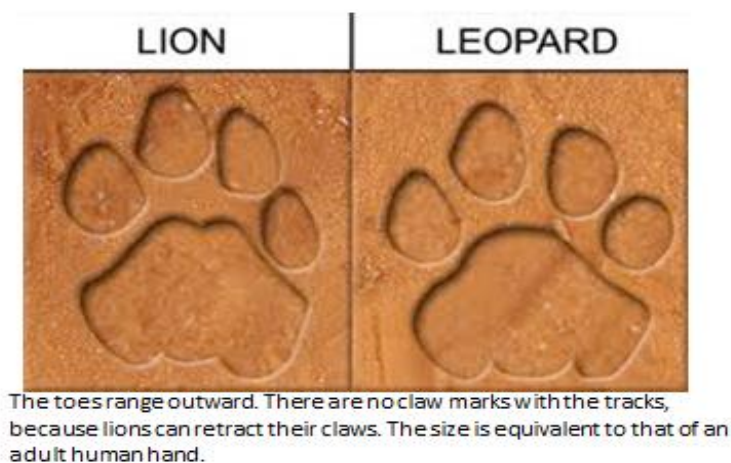 LION LEOPARD
The toes range outward. There are no claw marks with the tracks,
because lions can retract their claws. The size is equivalent to that of an
adult human hand.